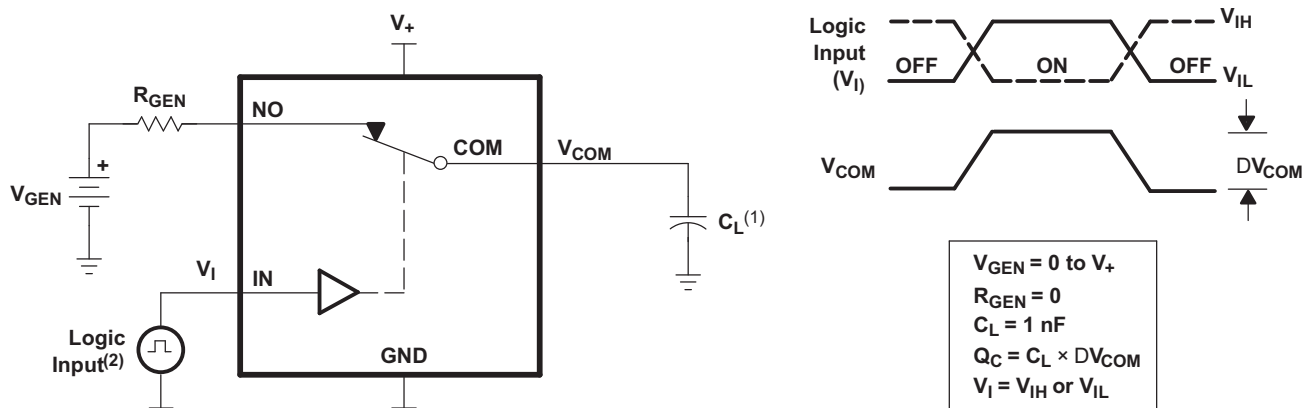 V+
RGEN
NO
COM
VCOM
+
VGEN
CL(1)
VI
IN
Logic
Input(2)
GND
Logic
Input
(VI)
VIH
OFF
ON
OFF
VIL
VCOM
DVCOM
VGEN = 0 to V+
RGEN = 0
CL = 1 nF
QC = CL × DVCOM
VI = VIH or VIL